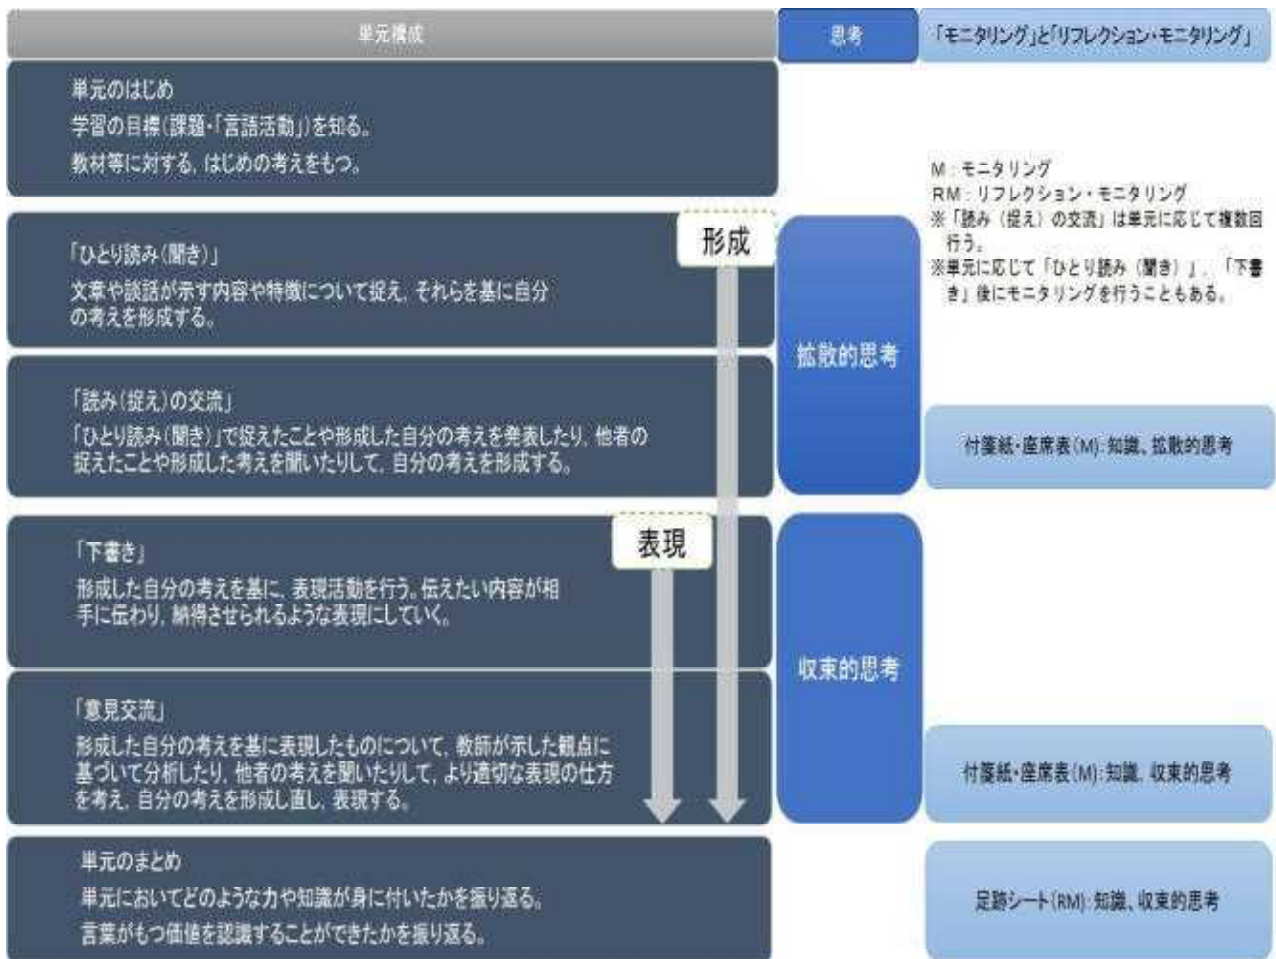 単元構成
思考
「モニタリング」と「リフレクション・モニタリング」
単元のはじめ
学習の目標(課題・「言語活動」)を知る。
教材等に対する, はじめの考えをもつ。
M：モニタリング
RM：リフレクション・モニタリング
※「読み（捉え）の交流」は単元に応じて複数回
行う。
※単元に応じて「ひとり読み（聞き）」, 「下書
き」後にモニタリングを行うこともある。
形成
「ひとり読み(聞き)」
文章や談話が示す内容や特徴について捉え, それらを基に自分
の考えを形成する。
拡散的思考
「読み(捉え)の交流」
「ひとり読み(聞き)」で捉えたことや形成した自分の考えを発表したり, 他者の
捉えたことや形成した考えを聞いたりして, 自分の考えを形成する。
付箋紙・座席表(M):知識、拡散的思考
表現
「下書き」
形成した自分の考えを基に, 表現活動を行う。伝えたい内容が相
手に伝わり, 納得させられるような表現にしていく。
収束的思考
「意見交流」
形成した自分の考えを基に表現したものについて, 教師が示した観点に
基づいて分析したり, 他者の考えを聞いたりして, より適切な表現の仕方
を考え, 自分の考えを形成し直し, 表現する。
付箋紙・座席表(M):知識, 収束的思考
単元のまとめ
単元においてどのような力や知識が身に付いたかを振り返る。
言葉がもつ価値を認識することができたかを振り返る。
足跡シート(RM):知識、収束的思考